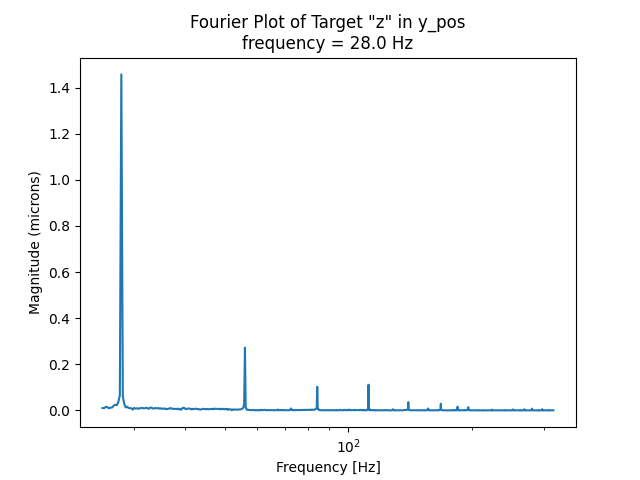 Fourier Plot of Target "z" in y_pos
frequency = 28.0 Hz
1.4
1.2
1.0
0.8
0.6
0.4
0.2
0.0
Magnitude (microns)
10²
Frequency [Hz]